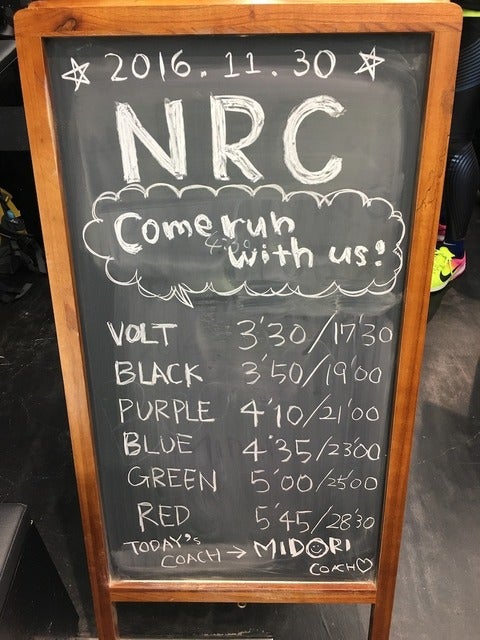 ☆ 2016.11.30 ☆
NRC
Come run
with us!
VOLT 3'30/17'30
BLACK 3'50/19'00
PURPLE 4'10/21'00
BLUE 4'35/23'00
GREEN 5'00/25'00
RED 5'45/28'30
TODAY's
COACH → MIDORI
COACH♡